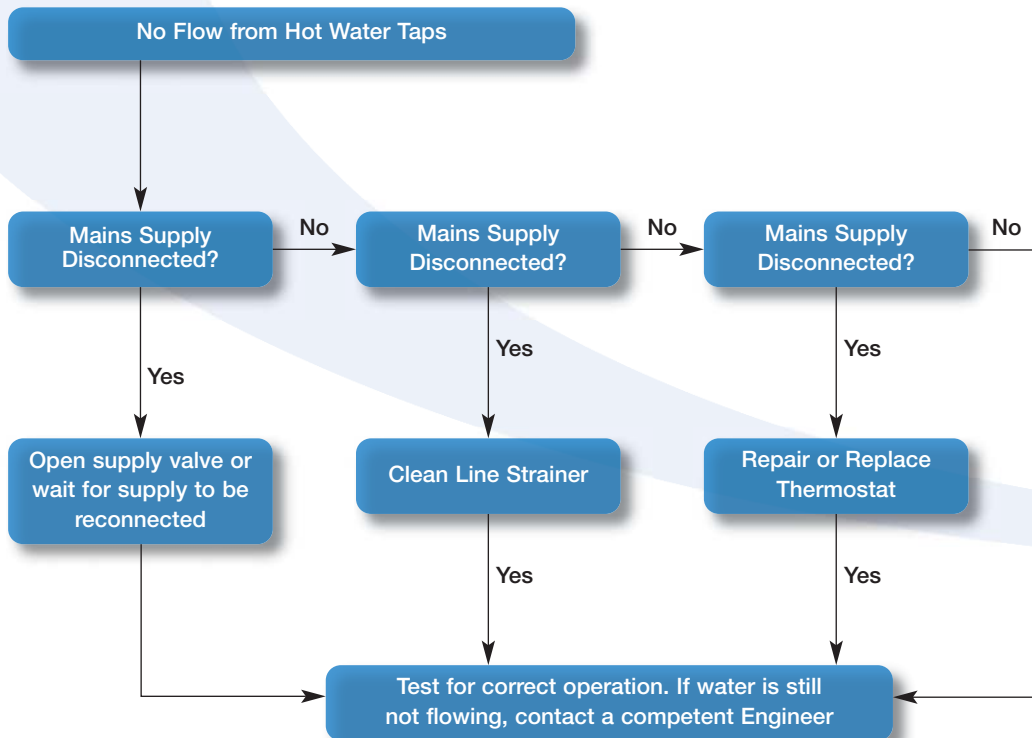 No Flow from Hot Water Taps
Mains Supply
Disconnected?
No
Mains Supply
Disconnected?
No
Mains Supply
Disconnected?
No
Yes
Yes
Yes
Open supply valve or
wait for supply to be
reconnected
Clean Line Strainer
Repair or Replace
Thermostat
Yes
Yes
Test for correct operation. If water is still
not flowing, contact a competent Engineer